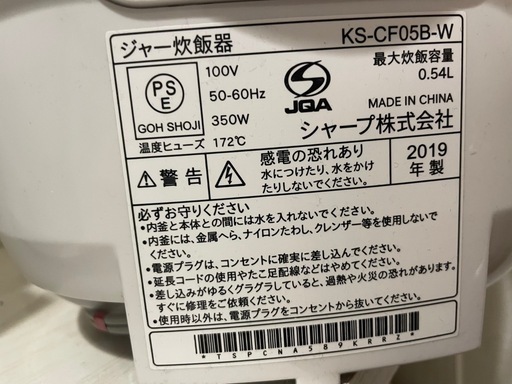 ジャー炊飯器 KS-CF05B-W
最大炊飯容量
0.54L
PS
E
GOH SHOJI
100V
50-60Hz
350W
温度ヒューズ 172℃
JQA
MADE IN CHINA
シャープ株式会社
警告
感電の恐れあり
水につけたり、水をかけ
たりしないでください
2019
年製
必ずお守りください
・内釜と本体との間には水を入れないでください。
・内釜には、金属へら、ナイロンたわし、クレンザー等を使用しない
でください。
・電源プラグは、コンセントに確実に差し込んでください。
・延長コードの使用やたこ足配線などはやめてください。
・差し込みがゆるくグラグラしていると、過熱や火災の恐れがあります。
すぐに修理をご依頼ください。
・使用時以外は、電源プラグをコンセントから抜いてください。
*TSPCNA589KRRZ*